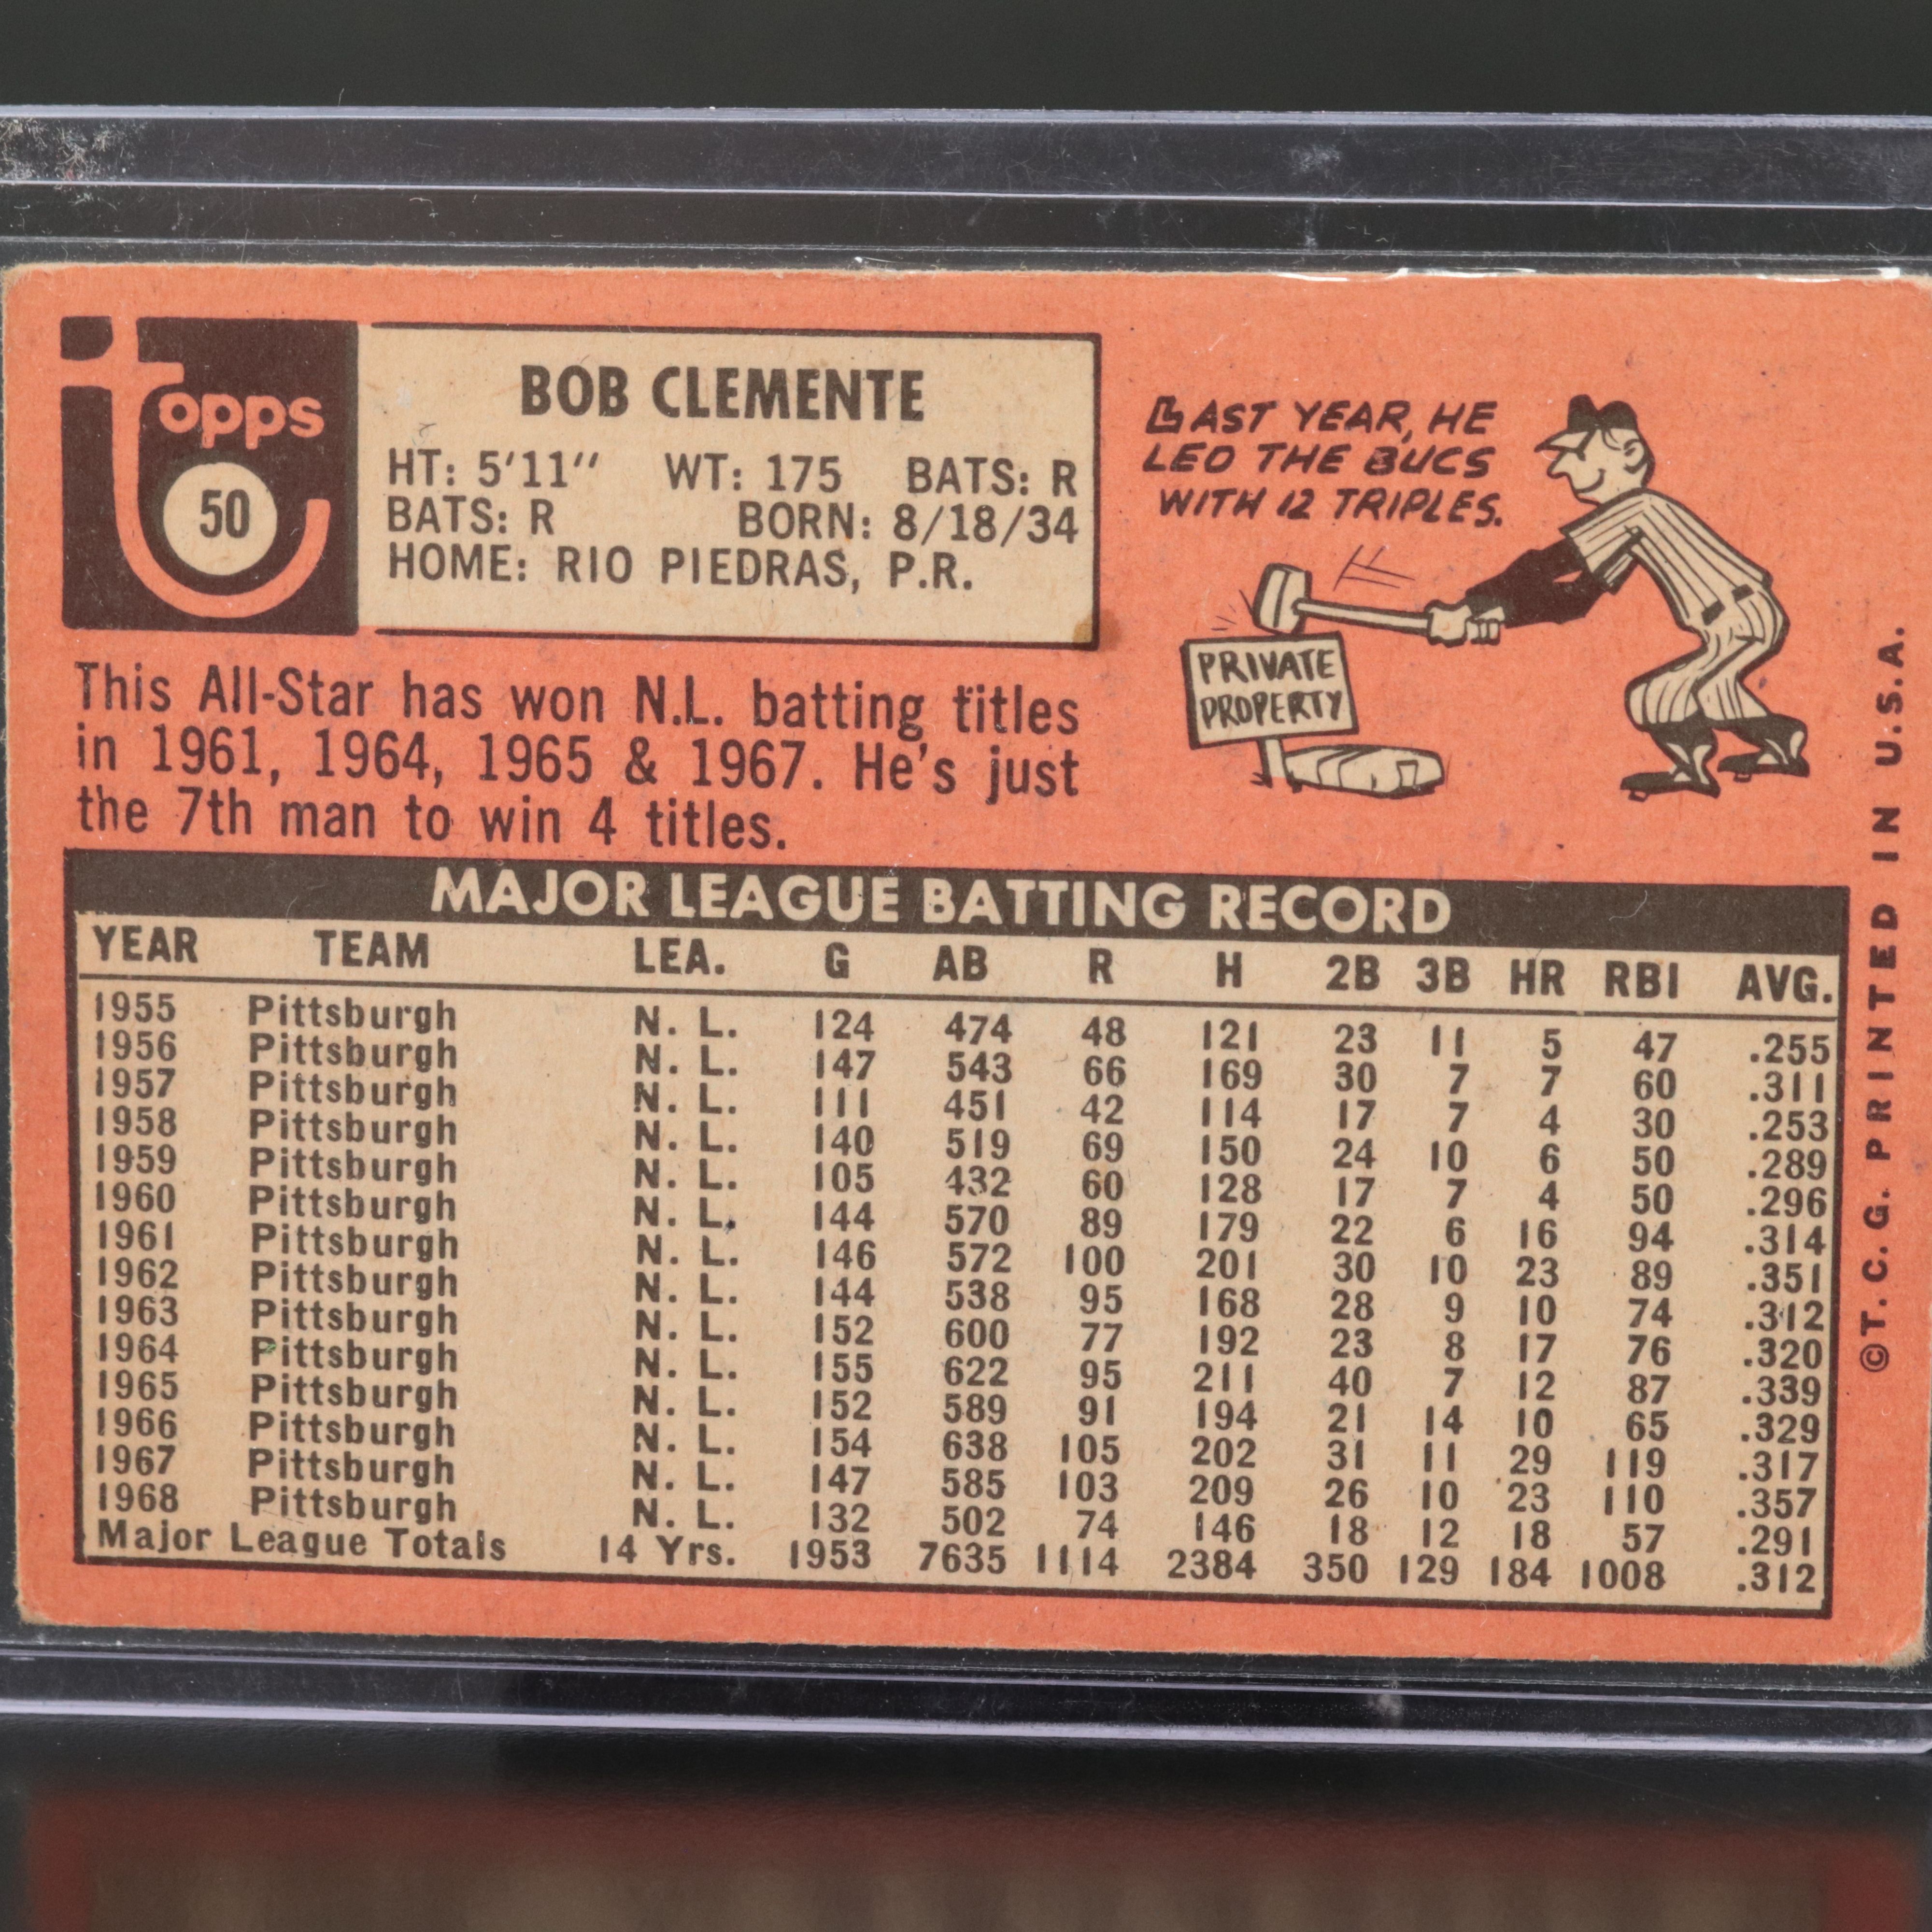 topps
50
BOB CLEMENTE
HT: 5'11" WT: 175 BATS: R
BATS: R BORN: 8/18/34
HOME: RIO PIEDRAS, P.R.
LAST YEAR, HE
LED THE BUCS
WITH 12 TRIPLES.
PRIVATE
PROPERTY
This All-Star has won N.L. batting titles
in 1961, 1964, 1965 & 1967. He's just
the 7th man to win 4 titles.
MAJOR LEAGUE BATTING RECORD
YEAR TEAM LEA. G AB R H 2B 3B HR RBI AVG.
1955 Pittsburgh N. L. 124 474 48 121 23 11 5 47 .255
1956 Pittsburgh N. L. 147 543 66 169 30 7 7 60 .311
1957 Pittsburgh N. L. 111 451 42 114 17 7 4 30 .253
1958 Pittsburgh N. L. 140 519 69 150 24 10 6 50 .289
1959 Pittsburgh N. L. 105 432 60 128 17 7 4 50 .296
1960 Pittsburgh N. L. 144 570 89 179 22 6 16 94 .314
1961 Pittsburgh N. L. 146 572 100 201 30 10 23 89 .351
1962 Pittsburgh N. L. 144 538 95 168 28 9 10 74 .312
1963 Pittsburgh N. L. 152 600 77 192 23 8 17 76 .320
1964 Pittsburgh N. L. 155 622 95 211 40 7 12 87 .339
1965 Pittsburgh N. L. 152 589 91 194 21 14 10 65 .329
1966 Pittsburgh N. L. 154 638 105 202 31 11 29 119 .317
1967 Pittsburgh N. L. 147 585 103 209 26 10 23 110 .357
1968 Pittsburgh N. L. 132 502 74 146 18 12 18 57 .291
Major League Totals 14 Yrs. 1953 7635 1114 2384 350 129 184 1008 .312
©T. C. G. PRINTED IN U.S.A.